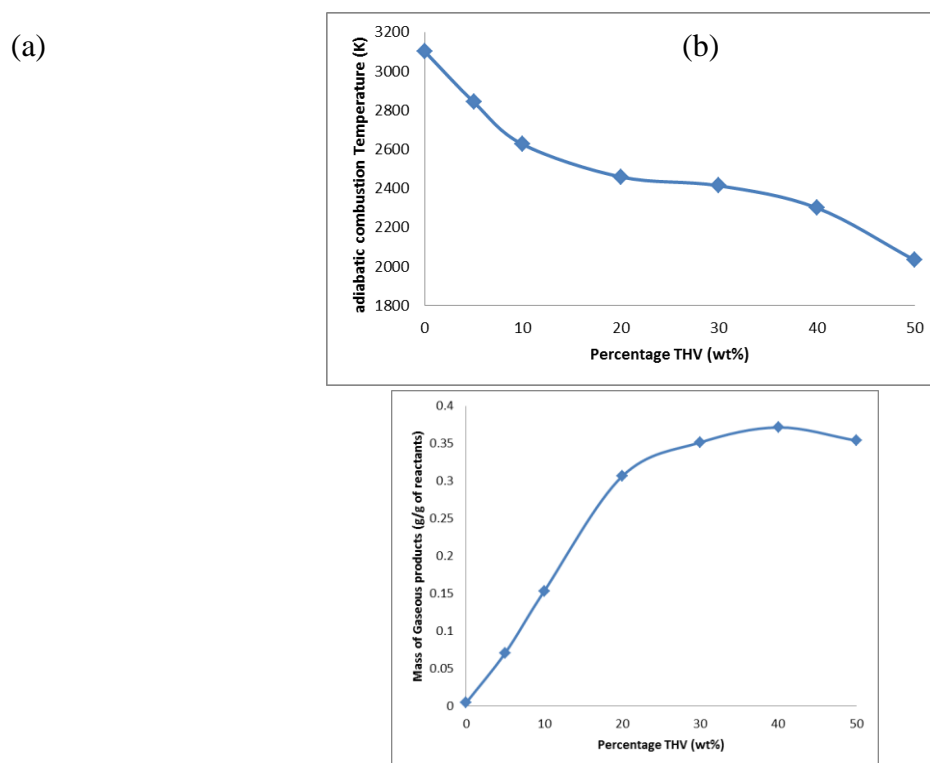 (a)
(b)
adiabatic combustion Temperature (K)
3200
3000
2800
2600
2400
2200
2000
1800
0 10 20 30 40 50
Percentage THV (wt%)
Mass of Gaseous products (g/g of reactants)
0.4
0.35
0.3
0.25
0.2
0.15
0.1
0.05
0
0 10 20 30 40 50
Percentage THV (wt%)